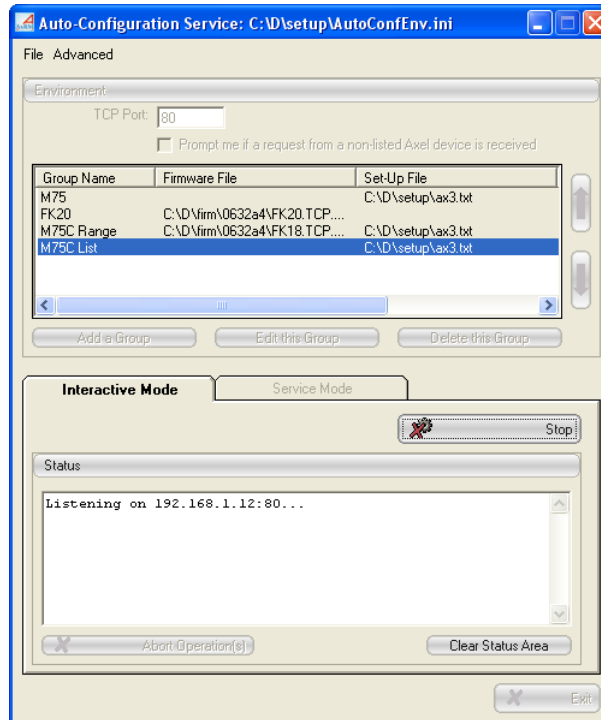 Auto-Configuration Service: C:\D\setup\AutoConfEnv.ini
File Advanced
Environment
TCP Port: 80
Prompt me if a request from a non-listed Axel device is received
Group Name Firmware File Set-Up File
M75 C:\D\setup\ax3.txt
FK20 C:\D\firm\0632a4\FK20.TCP....
M75C Range C:\D\firm\0632a4\FK18.TCP.... C:\D\setup\ax3.txt
M75C List C:\D\setup\ax3.txt
Add a Group Edit this Group Delete this Group
Interactive Mode Service Mode
Stop
Status
Listening on 192.168.1.12:80...
Abort Operation(s) Clear Status Area
Exit